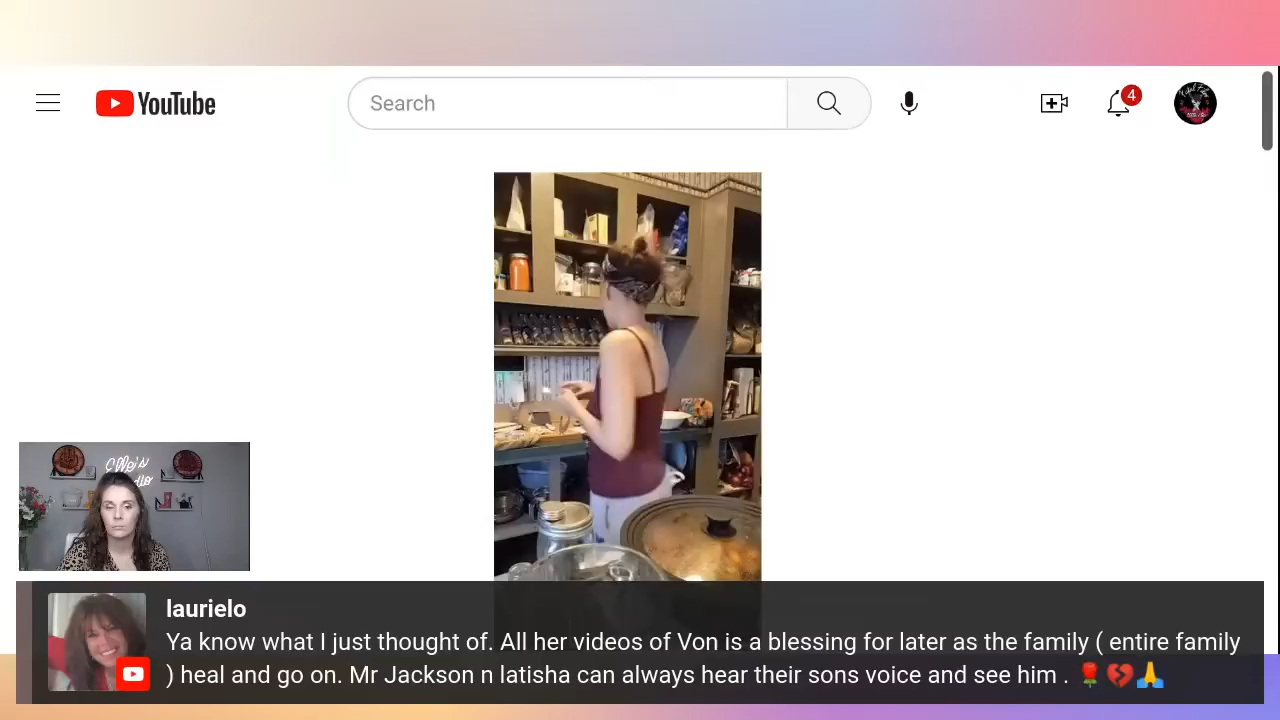 YouTube
Search
4
Elle's
laurielo
Ya know what I just thought of. All her videos of Von is a blessing for later as the family ( entire family
) heal and go on. Mr Jackson n latisha can always hear their sons voice and see him . 🌹💔🙏